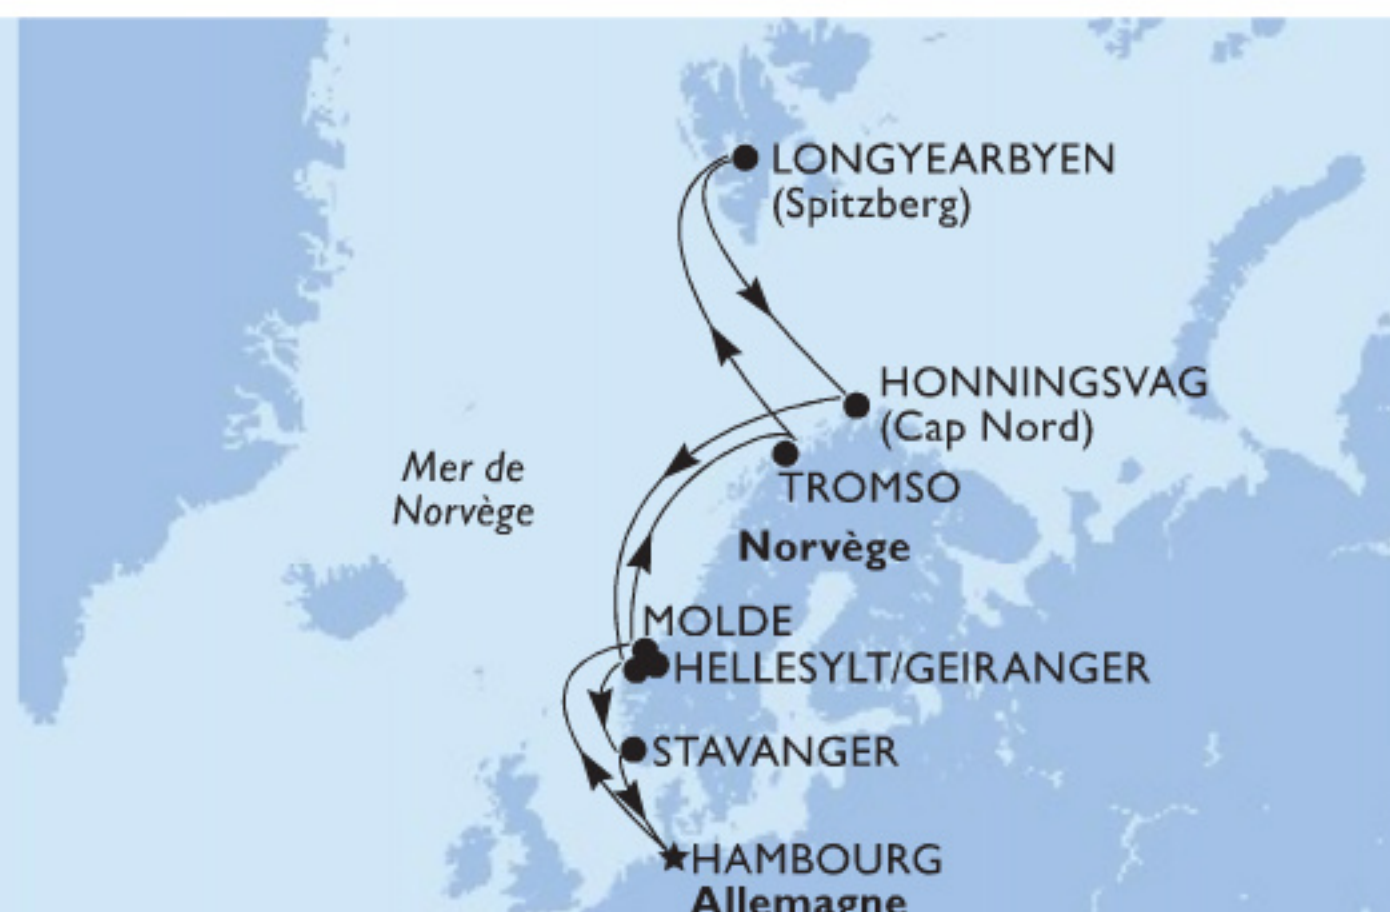 LONGYEARBYEN
(Spitzberg)
HONNINGSVAG
(Cap Nord)
Mer de
Norvège
TROMSO
Norvège
MOLDE
HELLESYLT/GEIRANGER
STAVANGER
HAMBOURG
Allemagne